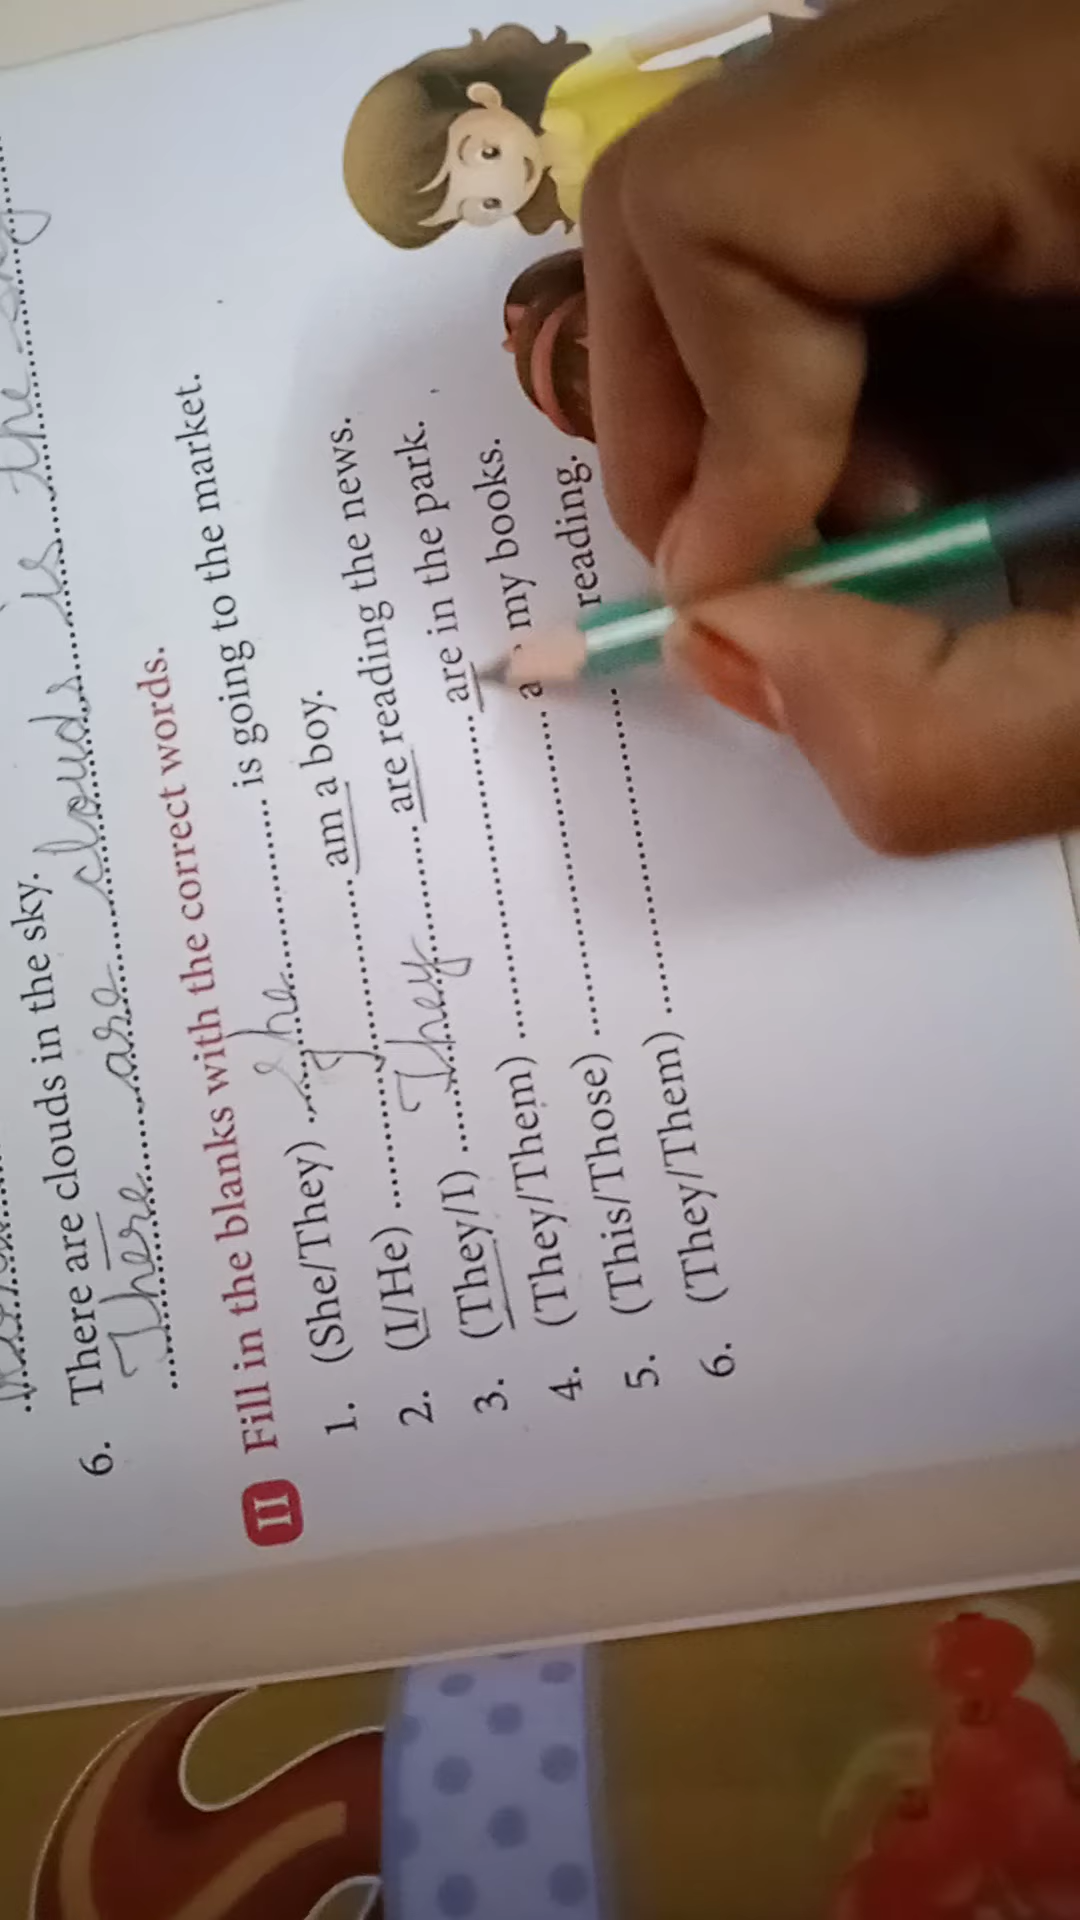 6. There are clouds in the sky.
There are clouds is the
II Fill in the blanks with the correct words.
1. (She/They) She is going to the market.
2. (I/He) I am a boy.
3. (They/I) They are reading the news.
4. (They/Them) are in the park.
5. (This/Those) my books.
6. (They/Them) reading.